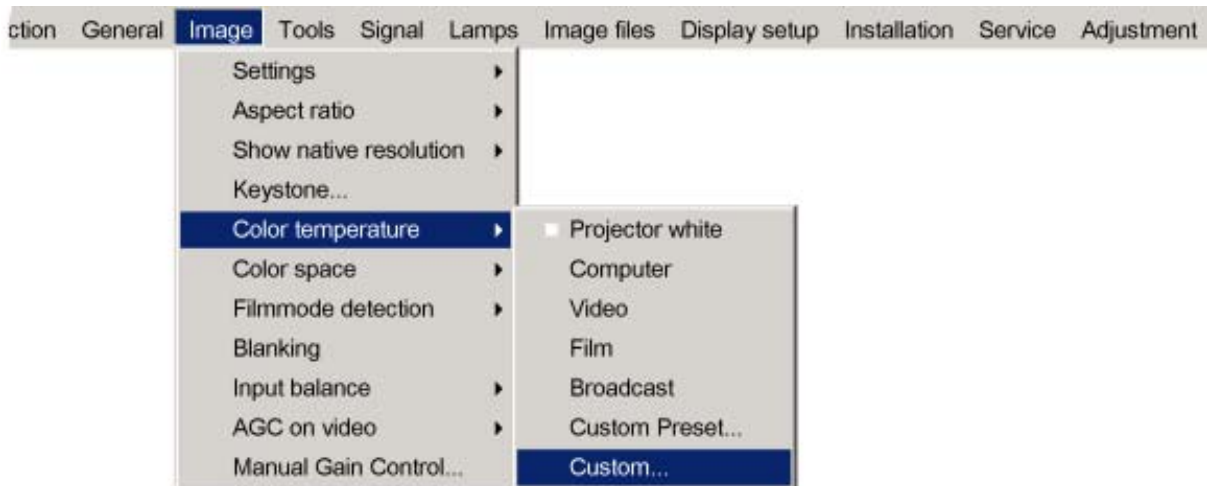 ction General Image Tools Signal Lamps Image files Display setup Installation Service Adjustment
Settings
Aspect ratio
Show native resolution
Keystone...
Color temperature
Projector white
Color space
Computer
Filmmode detection
Video
Blanking
Film
Input balance
Broadcast
AGC on video
Custom Preset...
Manual Gain Control...
Custom...